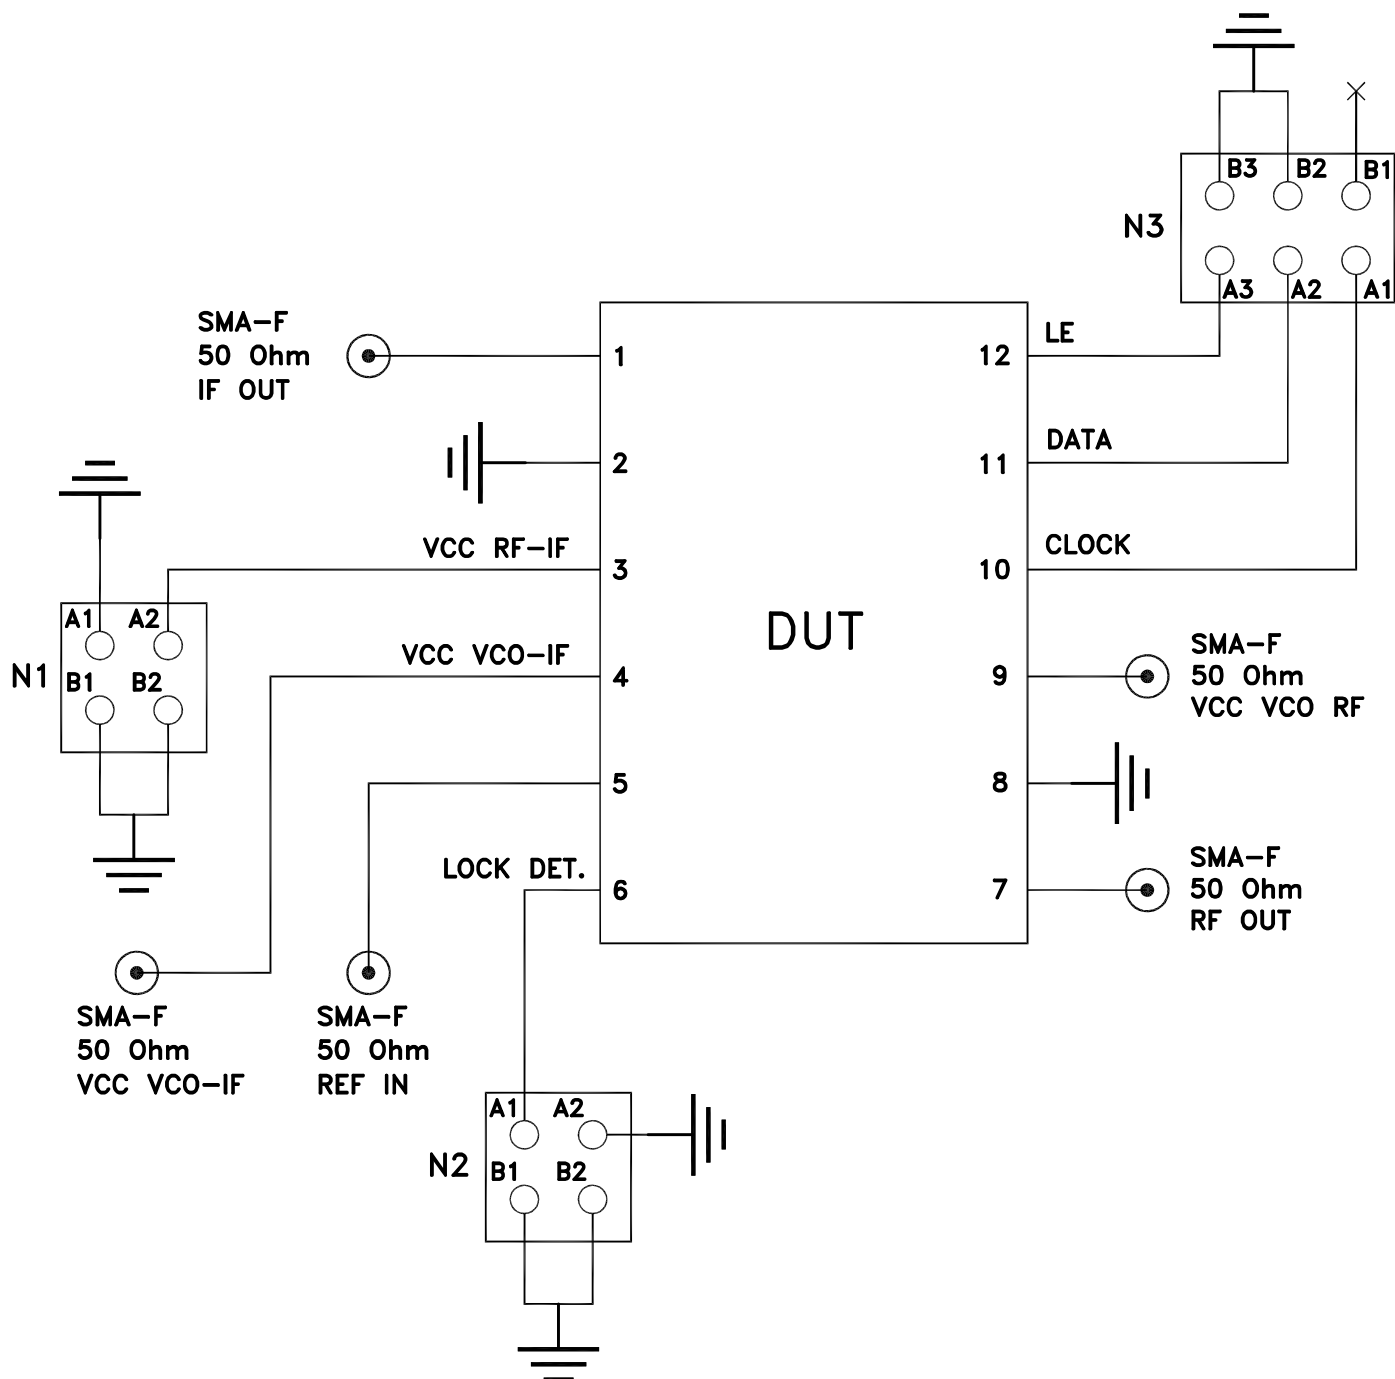 B3 B2 B1
N3
A3 A2 A1
SMA-F
50 Ohm
IF OUT
1
12
LE
2
11
DATA
VCC RF-IF
3
10
CLOCK
A1 A2
N1
B1 B2
DUT
VCC VCO-IF
4
9
SMA-F
50 Ohm
VCC VCO RF
5
8
LOCK DET.
6
7
SMA-F
50 Ohm
RF OUT
SMA-F
50 Ohm
VCC VCO-IF
SMA-F
50 Ohm
REF IN
A1 A2
N2
B1 B2